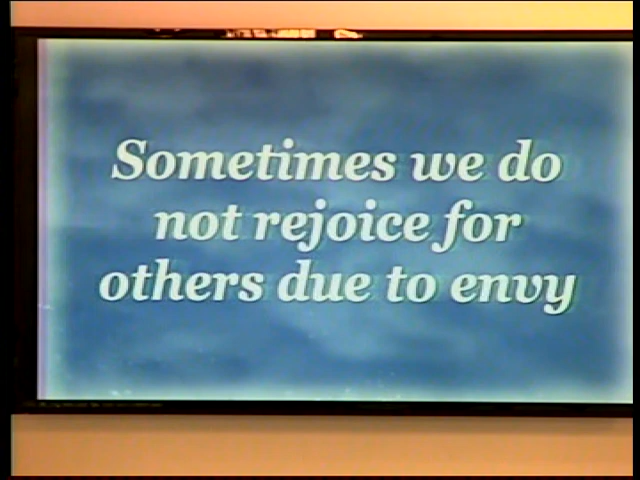 Sometimes we do
not rejoice for
others due to envy